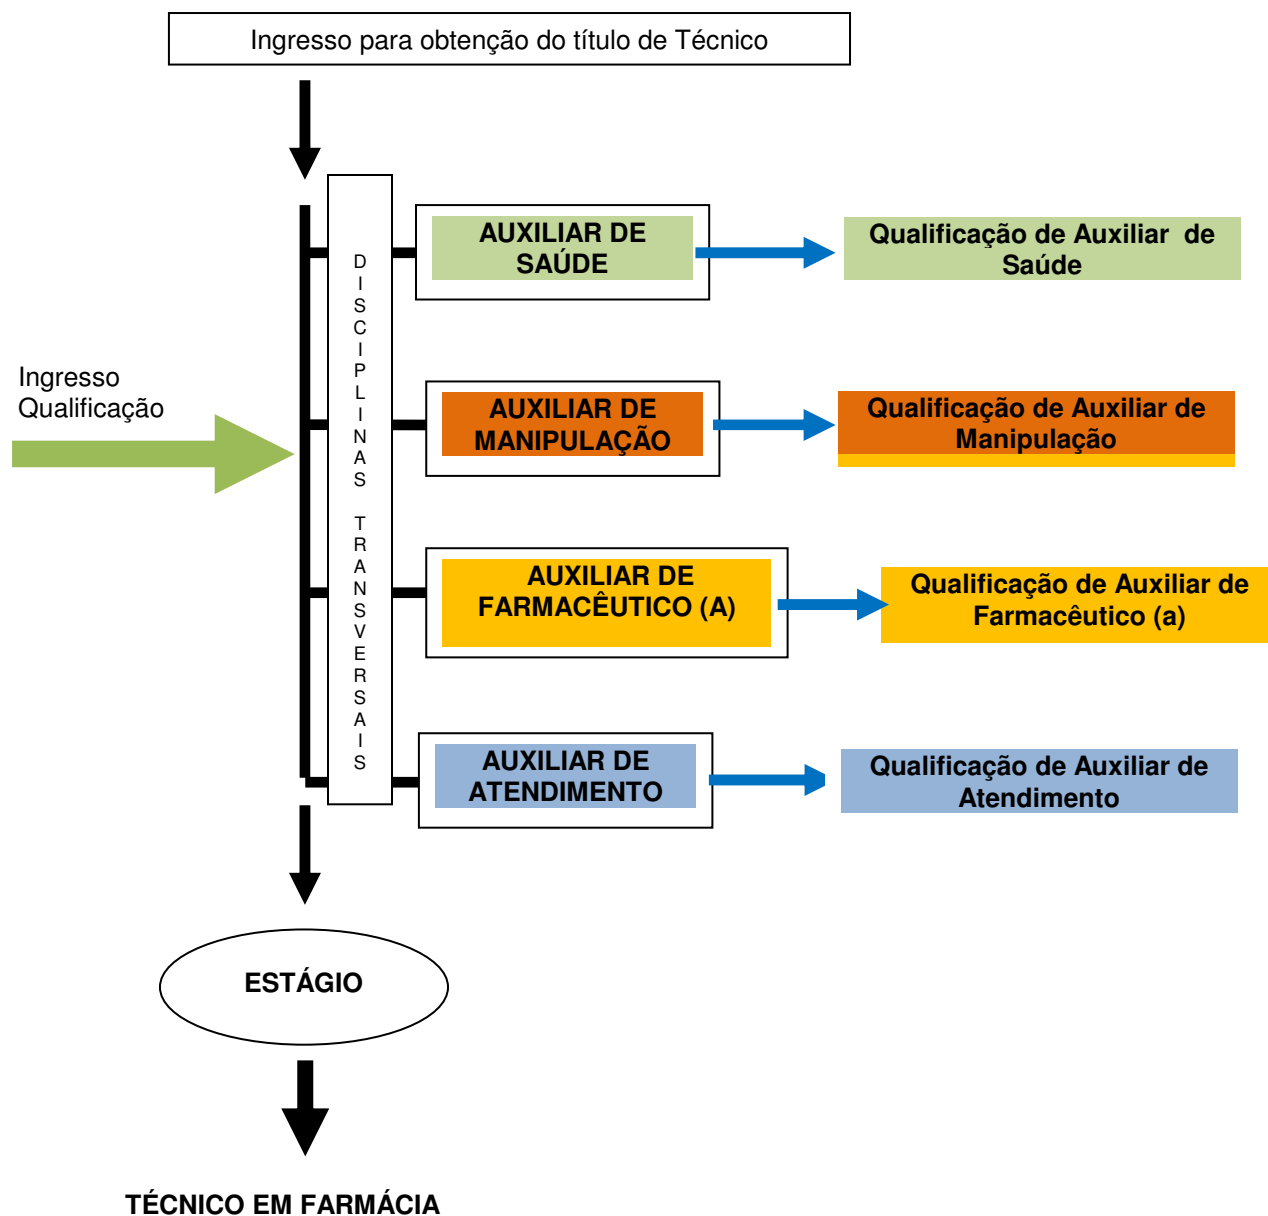 Ingresso para obtenção do título de Técnico
AUXILIAR DE
SAÚDE
Qualificação de Auxiliar de
Saúde
DISCIPLINAS TRANSVERSAIS
Ingresso
Qualificação
AUXILIAR DE
MANIPULAÇÃO
Qualificação de Auxiliar de
Manipulação
AUXILIAR DE
FARMACÊUTICO (A)
Qualificação de Auxiliar de
Farmacêutico (a)
AUXILIAR DE
ATENDIMENTO
Qualificação de Auxiliar de
Atendimento
ESTÁGIO
TÉCNICO EM FARMÁCIA